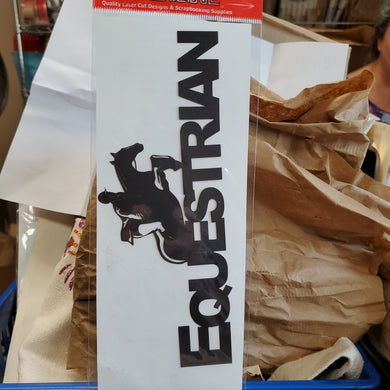 Quality Laser Cut Designs & Scrapbooking Supplies
EQUESTRIAN